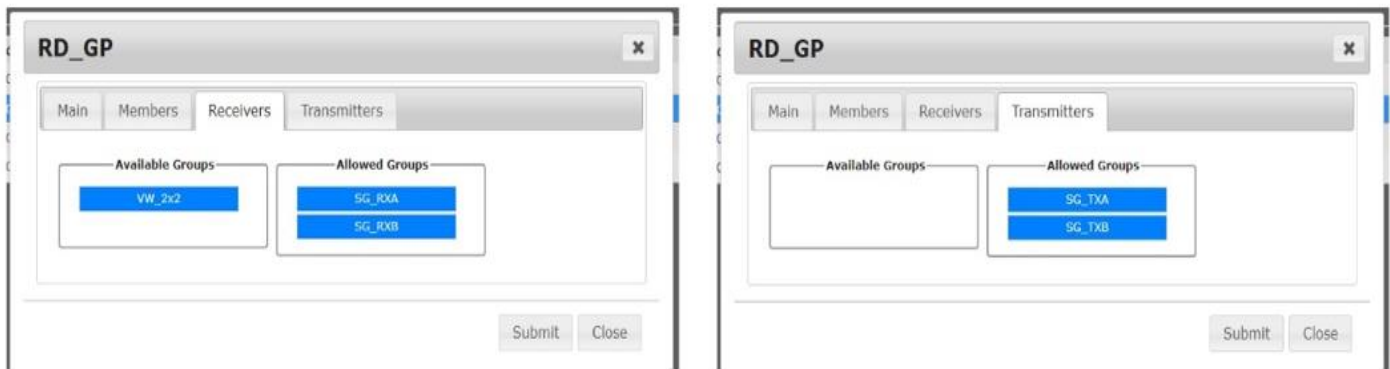 RD_GP
Main Members Receivers Transmitters
Available Groups Allowed Groups
VW_2x2 SG_RXA
SG_RXB
Submit Close
RD_GP
Main Members Receivers Transmitters
Available Groups Allowed Groups
SG_TXA
SG_TXB
Submit Close